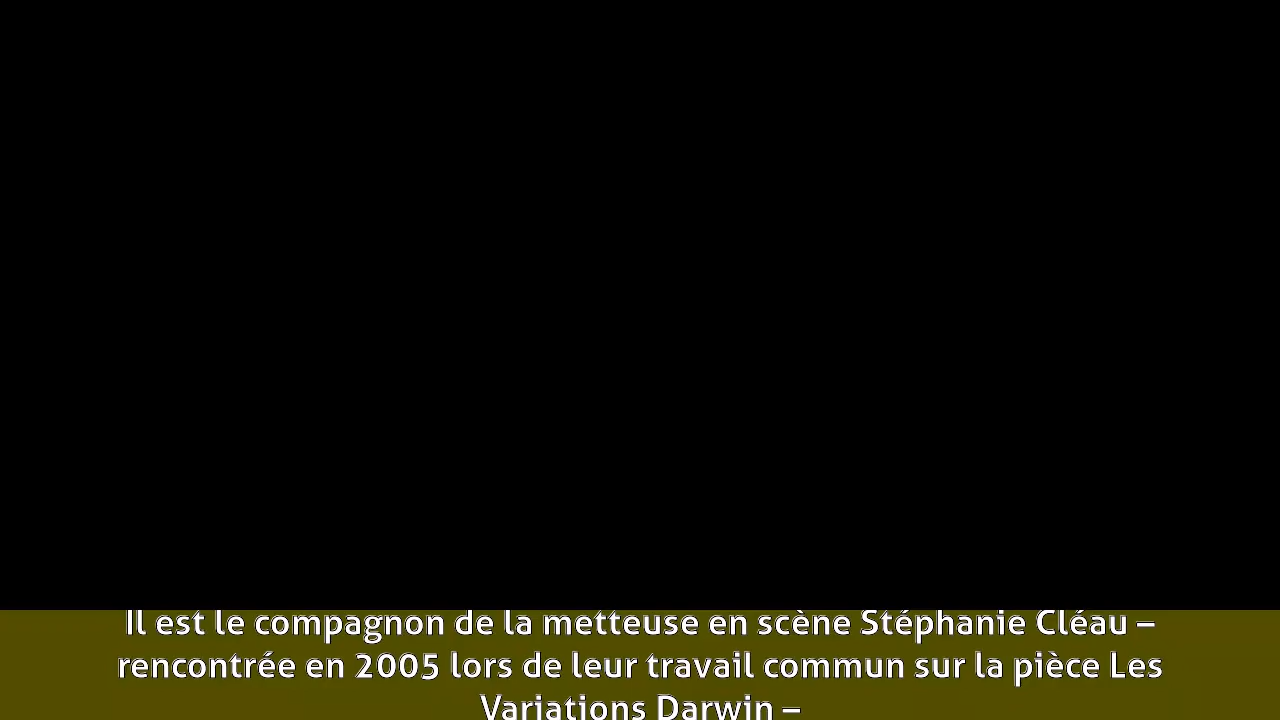 Il est le compagnon de la metteuse en scène Stéphanie Cléau –
rencontrée en 2005 lors de leur travail commun sur la pièce Les
Variations Darwin –